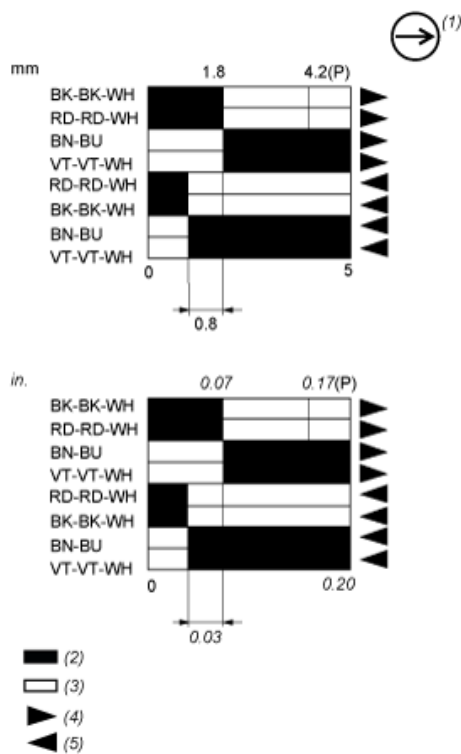 (1)
mm
1.8 4.2(P)
BK-BK-WH
RD-RD-WH
BN-BU
VT-VT-WH
RD-RD-WH
BK-BK-WH
BN-BU
VT-VT-WH
0 5
0.8
in.
0.07 0.17(P)
BK-BK-WH
RD-RD-WH
BN-BU
VT-VT-WH
RD-RD-WH
BK-BK-WH
BN-BU
VT-VT-WH
0 0.20
0.03
(2)
(3)
(4)
(5)